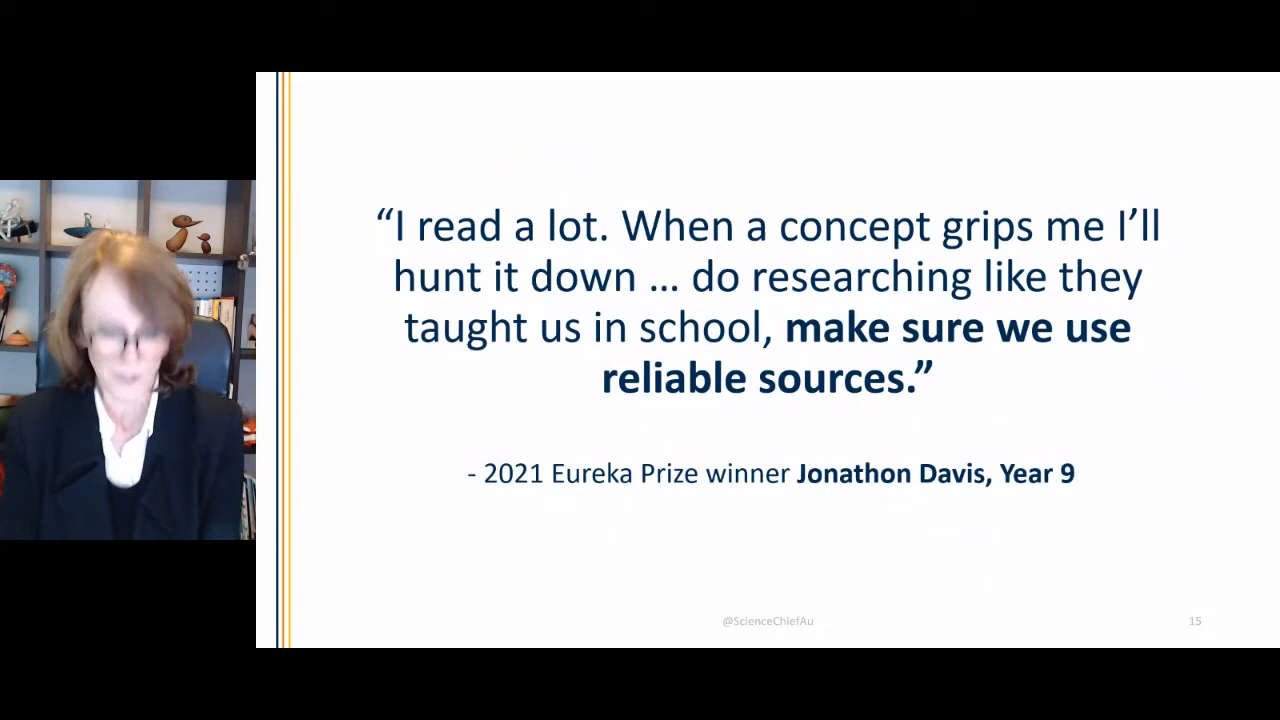 “I read a lot. When a concept grips me I’ll
hunt it down … do researching like they
taught us in school, make sure we use
reliable sources.”
- 2021 Eureka Prize winner Jonathon Davis, Year 9
@ScienceChiefAu
15